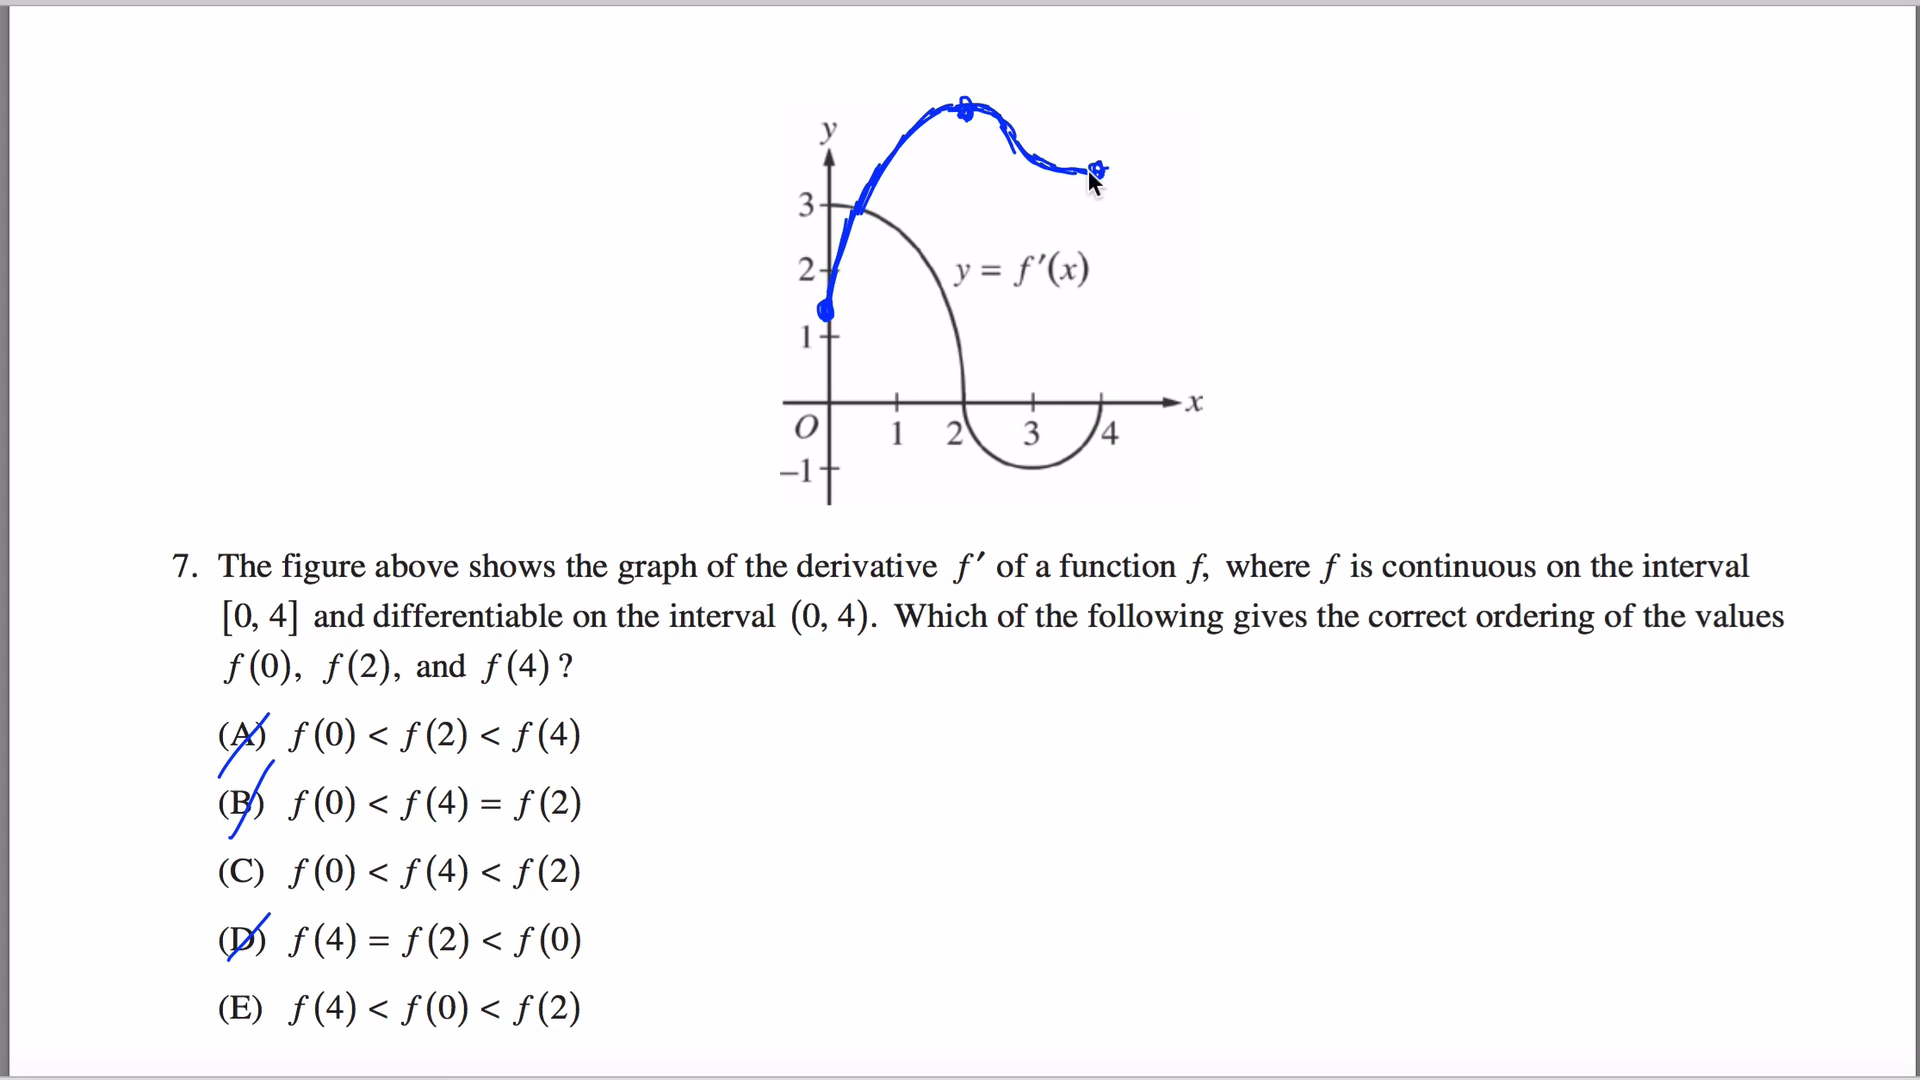 y
3
2
y = f′(x)
1
x
O
1
2
3
4
–1
7. The figure above shows the graph of the derivative f′ of a function f, where f is continuous on the interval
[0, 4] and differentiable on the interval (0, 4). Which of the following gives the correct ordering of the values
f(0), f(2), and f(4)?
(A) f(0) < f(2) < f(4)
(B) f(0) < f(4) = f(2)
(C) f(0) < f(4) < f(2)
(D) f(4) = f(2) < f(0)
(E) f(4) < f(0) < f(2)